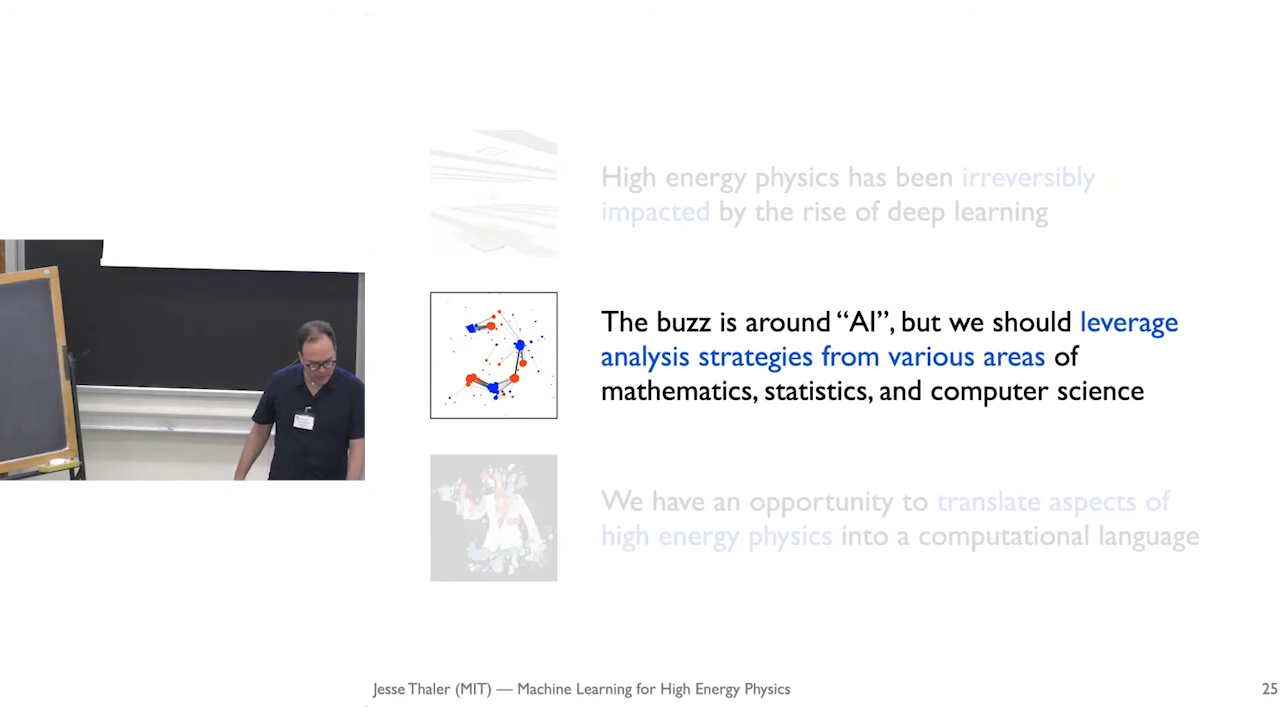 High energy physics has been irreversibly
impacted by the rise of deep learning
The buzz is around “AI”, but we should leverage
analysis strategies from various areas of
mathematics, statistics, and computer science
We have an opportunity to translate aspects of
high energy physics into a computational language
Jesse Thaler (MIT) — Machine Learning for High Energy Physics
25